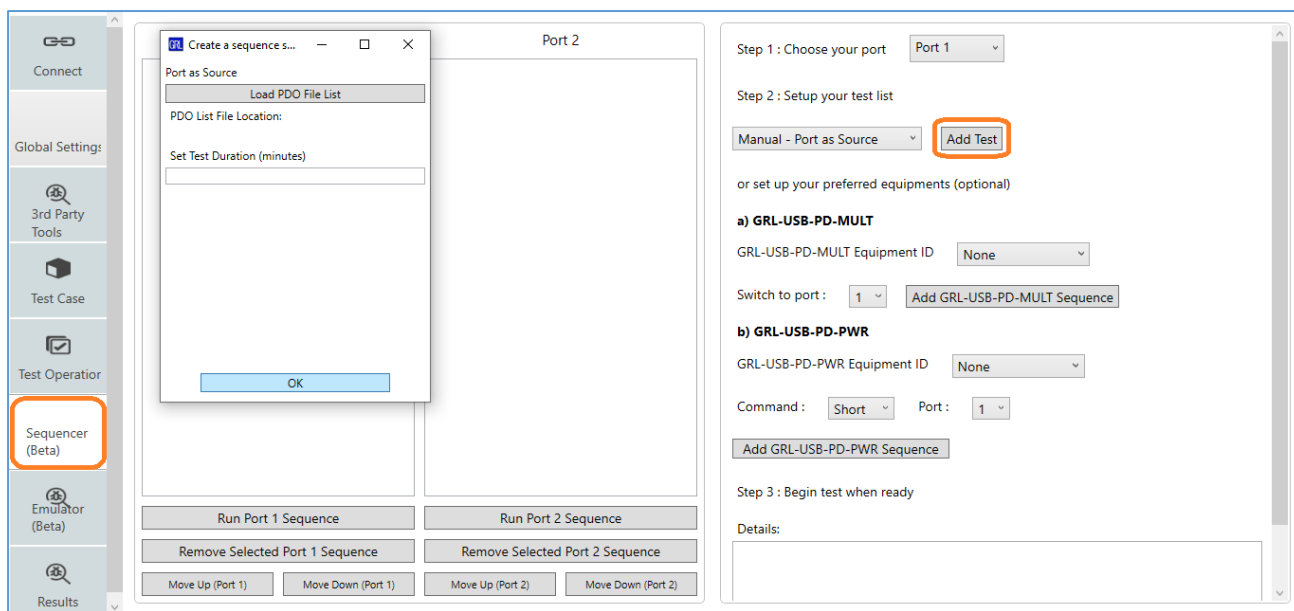 Connect
Global Settings
3rd Party
Tools
Test Case
Test Operation
Sequencer
(Beta)
Emulator
(Beta)
Results
GRL Create a sequence s...
Port as Source
Load PDO File List
PDO List File Location:
Set Test Duration (minutes)
OK
Port 2
Run Port 1 Sequence
Run Port 2 Sequence
Remove Selected Port 1 Sequence
Remove Selected Port 2 Sequence
Move Up (Port 1)
Move Down (Port 1)
Move Up (Port 2)
Move Down (Port 2)
Step 1 : Choose your port
Port 1
Step 2 : Setup your test list
Manual - Port as Source
Add Test
or set up your preferred equipments (optional)
a) GRL-USB-PD-MULT
GRL-USB-PD-MULT Equipment ID
None
Switch to port :
1
Add GRL-USB-PD-MULT Sequence
b) GRL-USB-PD-PWR
GRL-USB-PD-PWR Equipment ID
None
Command :
Short
Port :
1
Add GRL-USB-PD-PWR Sequence
Step 3 : Begin test when ready
Details: